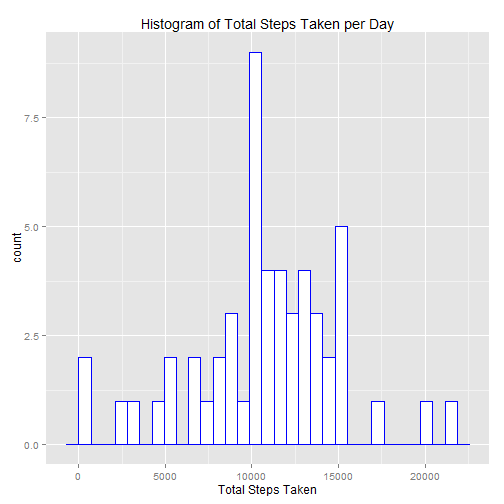 Histogram of Total Steps Taken per Day
7.5
5.0
2.5
0.0
count
0 5000 10000 15000 20000
Total Steps Taken